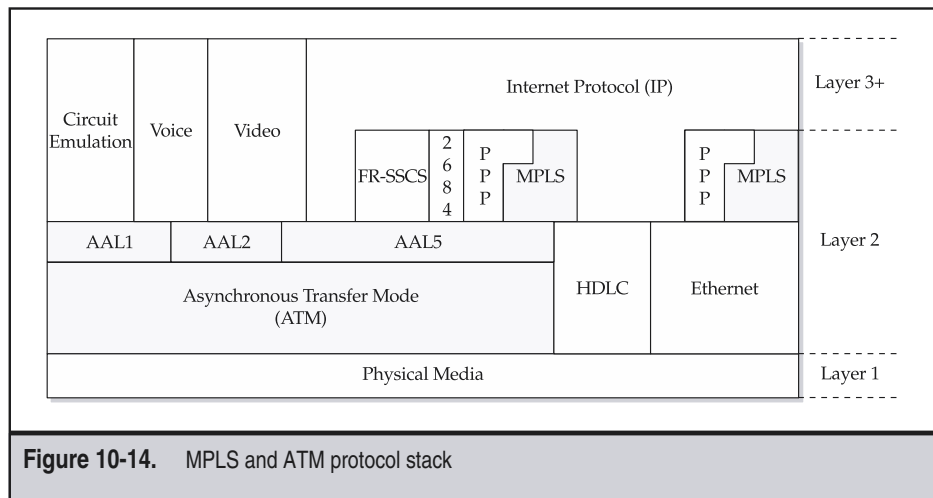 Internet Protocol (IP)
Layer 3+
Circuit
Emulation
Voice
Video
FR-SSCS
2
6
8
4
P
P
P
MPLS
P
P
P
MPLS
AAL1
AAL2
AAL5
Layer 2
HDLC
Ethernet
Asynchronous Transfer Mode
(ATM)
Physical Media
Layer 1
Figure 10-14. MPLS and ATM protocol stack